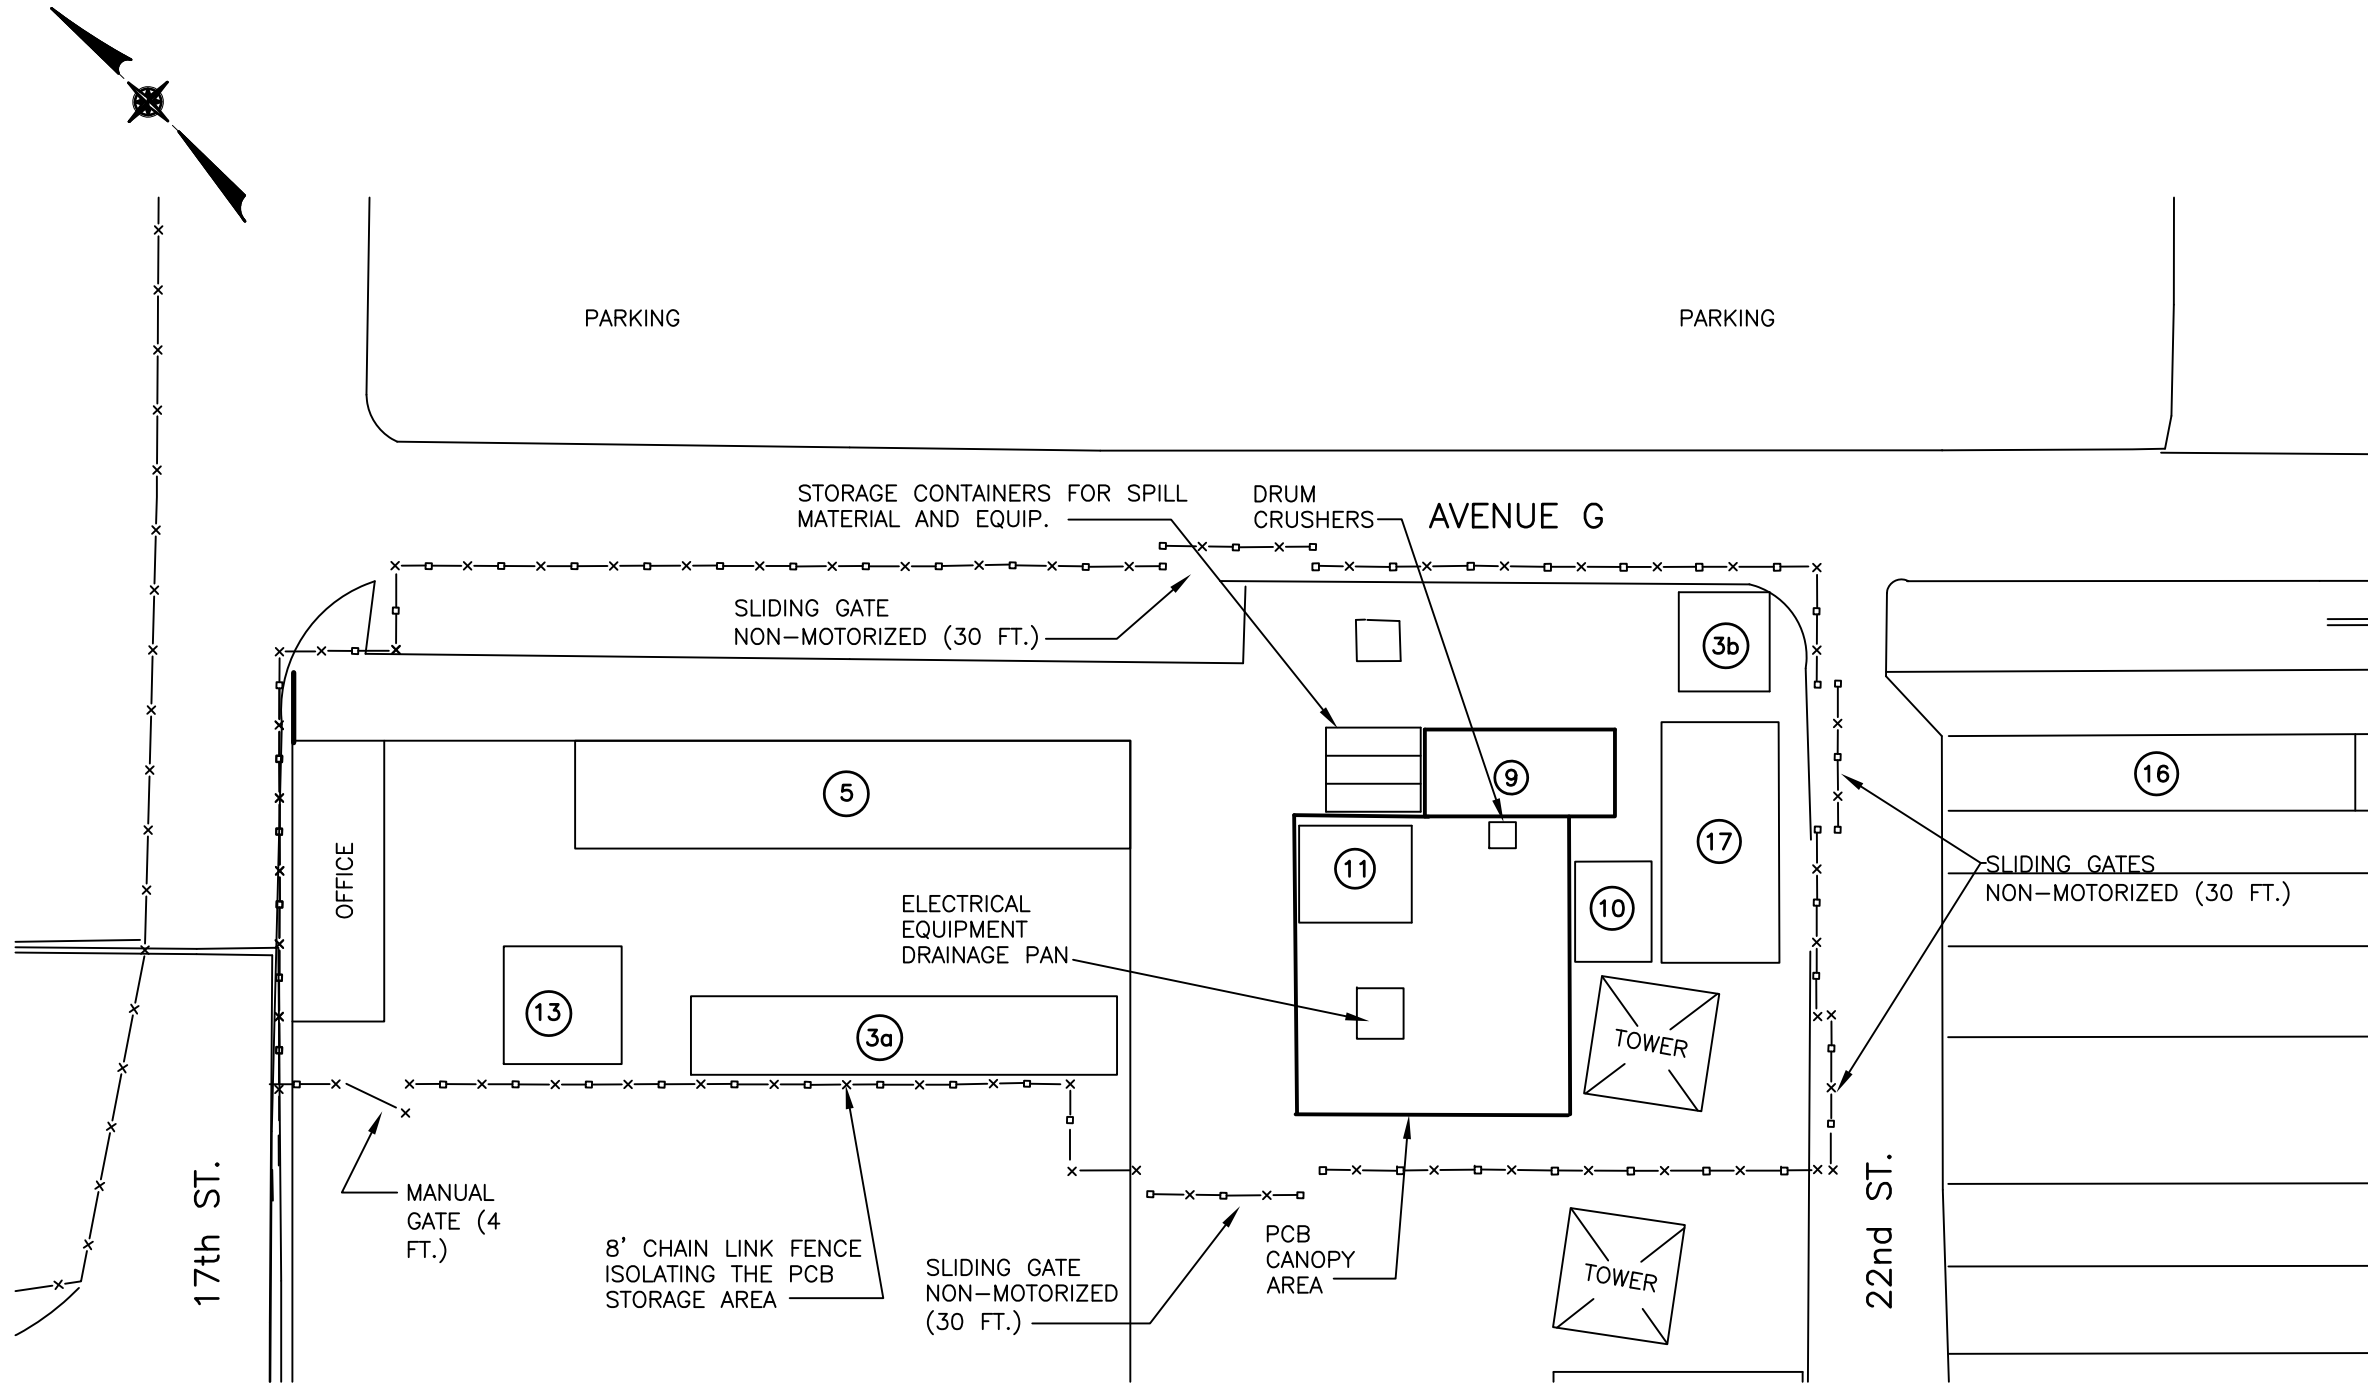 PARKING
PARKING
STORAGE CONTAINERS FOR SPILL
MATERIAL AND EQUIP.
DRUM
CRUSHERS
AVENUE G
SLIDING GATE
NON-MOTORIZED (30 FT.)
3b
5
9
16
17
11
OFFICE
10
SLIDING GATES
NON-MOTORIZED (30 FT.)
ELECTRICAL
EQUIPMENT
DRAINAGE PAN
13
3a
TOWER
17th ST.
MANUAL
GATE (4
FT.)
8' CHAIN LINK FENCE
ISOLATING THE PCB
STORAGE AREA
SLIDING GATE
NON-MOTORIZED
(30 FT.)
PCB
CANOPY
AREA
TOWER
22nd ST.